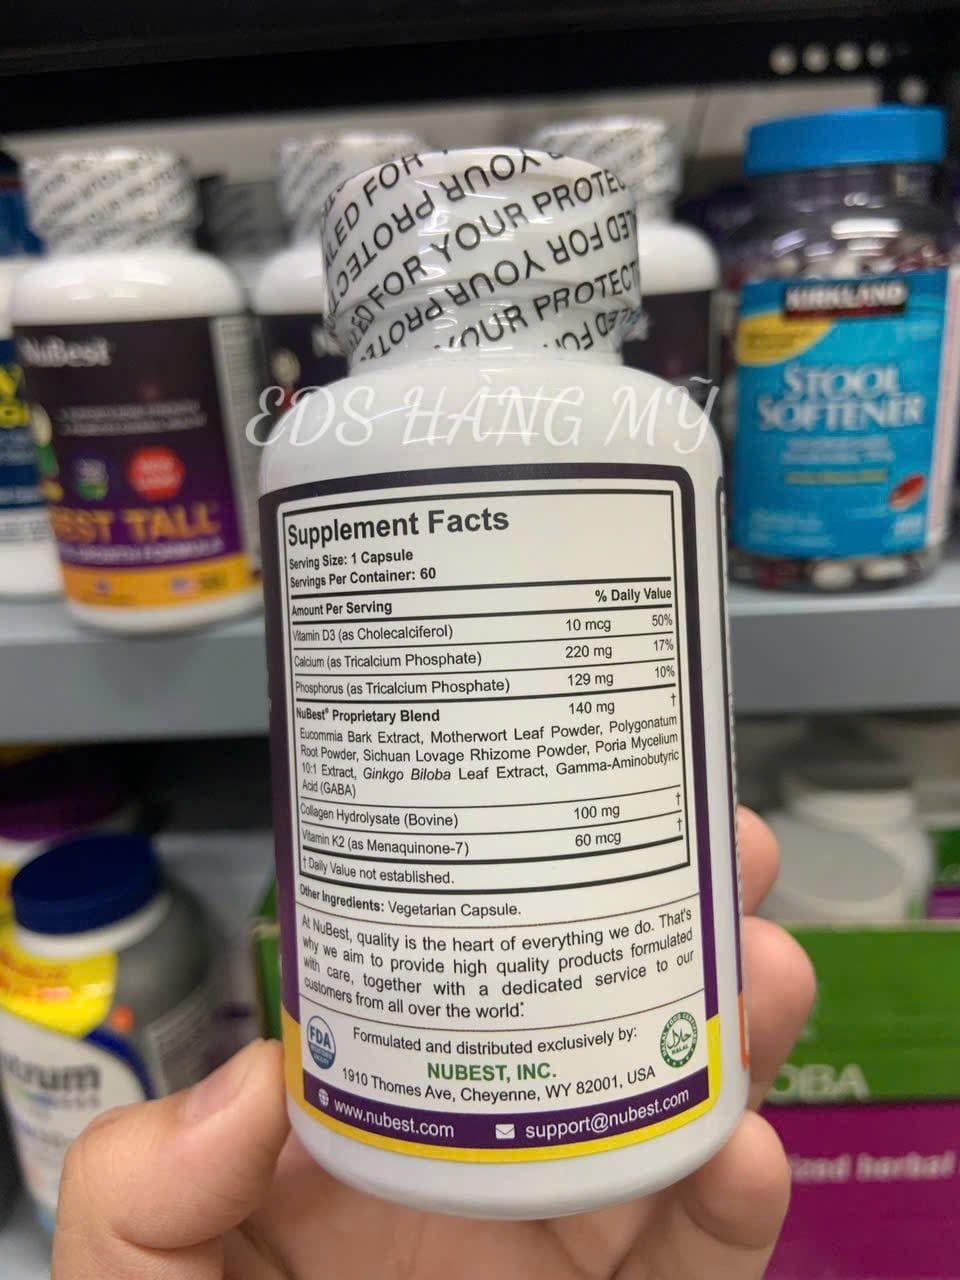 SEALED FOR YOUR PROTECTION
EDS HÀNG MỸ
NuBest
BEST TALL
KIRKLAND
STOOL
SOFTENER
Supplement Facts
Serving Size: 1 Capsule
Servings Per Container: 60
Amount Per Serving % Daily Value
Vitamin D3 (as Cholecalciferol) 10 mcg 50%
Calcium (as Tricalcium Phosphate) 220 mg 17%
Phosphorus (as Tricalcium Phosphate) 129 mg 10%
NuBest® Proprietary Blend 140 mg †
Eucommia Bark Extract, Motherwort Leaf Powder, Polygonatum
Root Powder, Sichuan Lovage Rhizome Powder, Poria Mycelium
10:1 Extract, Ginkgo Biloba Leaf Extract, Gamma-Aminobutyric
Acid (GABA)
Collagen Hydrolysate (Bovine) 100 mg †
Vitamin K2 (as Menaquinone-7) 60 mcg †
† Daily Value not established.
Other Ingredients: Vegetarian Capsule.
At NuBest, quality is the heart of everything we do. That's
why we aim to provide high quality products formulated
with care, together with a dedicated service to our
customers from all over the world.*
FDA
HALAL
Formulated and distributed exclusively by:
NUBEST, INC.
1910 Thomes Ave, Cheyenne, WY 82001, USA
www.nubest.com support@nubest.com
trum
OBA
herbal